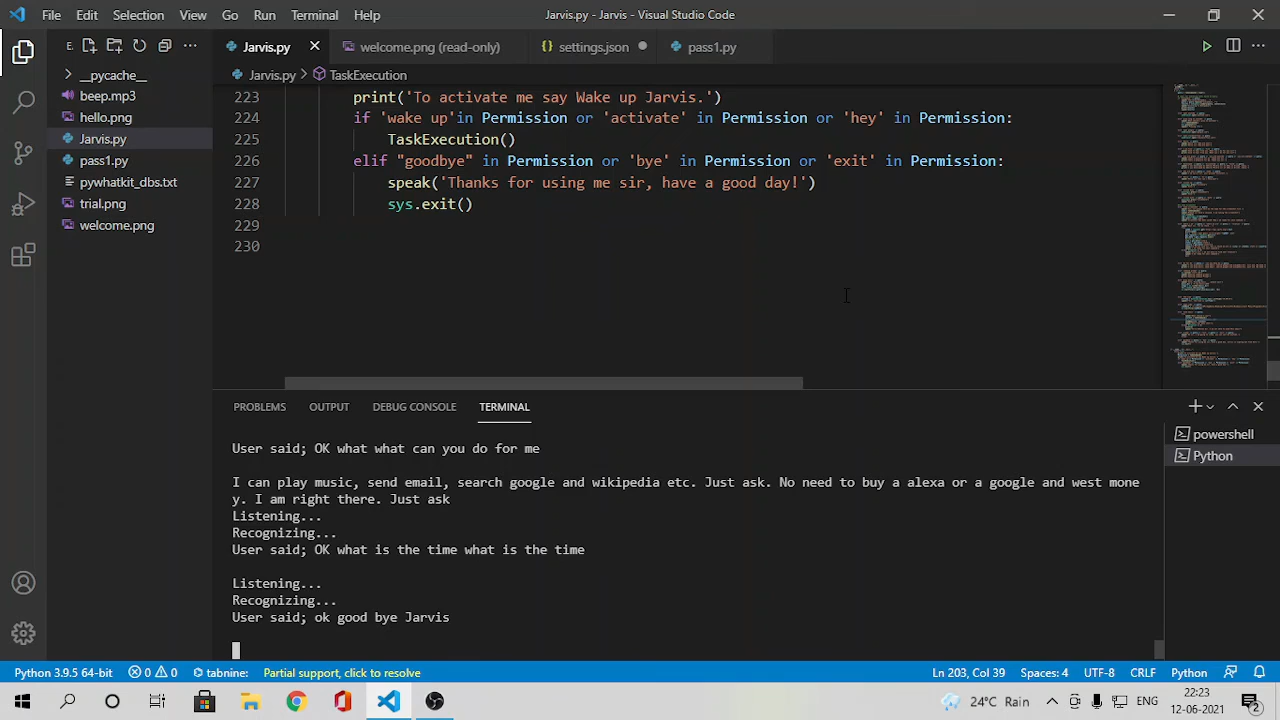 File Edit Selection View Go Run Terminal Help Jarvis.py - Jarvis - Visual Studio Code
E. ... Jarvis.py welcome.png (read-only) settings.json pass1.py
Jarvis.py > TaskExecution
__pycache__
beep.mp3
hello.png
Jarvis.py
pass1.py
pywhatkit_dbs.txt
trial.png
welcome.png
223 print('To activate me say Wake up Jarvis.')
224 if 'wake up'in Permission or 'activate' in Permission or 'hey' in Permission:
225 TaskExecution()
226 elif "goodbye" in Permission or 'bye' in Permission or 'exit' in Permission:
227 speak('Thanks for using me sir, have a good day!')
228 sys.exit()
229
230
PROBLEMS OUTPUT DEBUG CONSOLE TERMINAL
User said; OK what what can you do for me
I can play music, send email, search google and wikipedia etc. Just ask. No need to buy a alexa or a google and west mone
y. I am right there. Just ask
Listening...
Recognizing...
User said; OK what is the time what is the time
Listening...
Recognizing...
User said; ok good bye Jarvis
powershell
Python
Python 3.9.5 64-bit 0 0 tabnine: Partial support, click to resolve Ln 203, Col 39 Spaces: 4 UTF-8 CRLF Python
24°C Rain ENG 22:23
12-06-2021 2